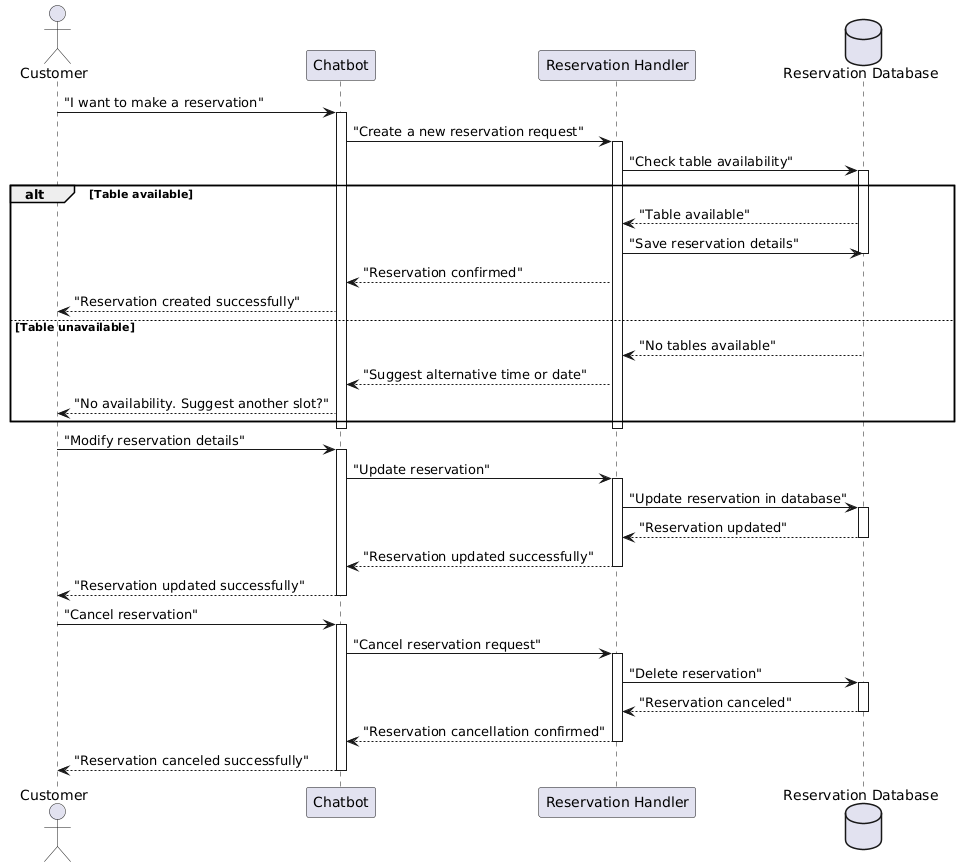 Customer
Chatbot
Reservation Handler
Reservation Database
"I want to make a reservation"
"Create a new reservation request"
"Check table availability"
alt [Table available]
"Table available"
"Save reservation details"
"Reservation confirmed"
"Reservation created successfully"
[Table unavailable]
"No tables available"
"Suggest alternative time or date"
"No availability. Suggest another slot?"
"Modify reservation details"
"Update reservation"
"Update reservation in database"
"Reservation updated"
"Reservation updated successfully"
"Reservation updated successfully"
"Cancel reservation"
"Cancel reservation request"
"Delete reservation"
"Reservation canceled"
"Reservation cancellation confirmed"
"Reservation canceled successfully"
Customer
Chatbot
Reservation Handler
Reservation Database